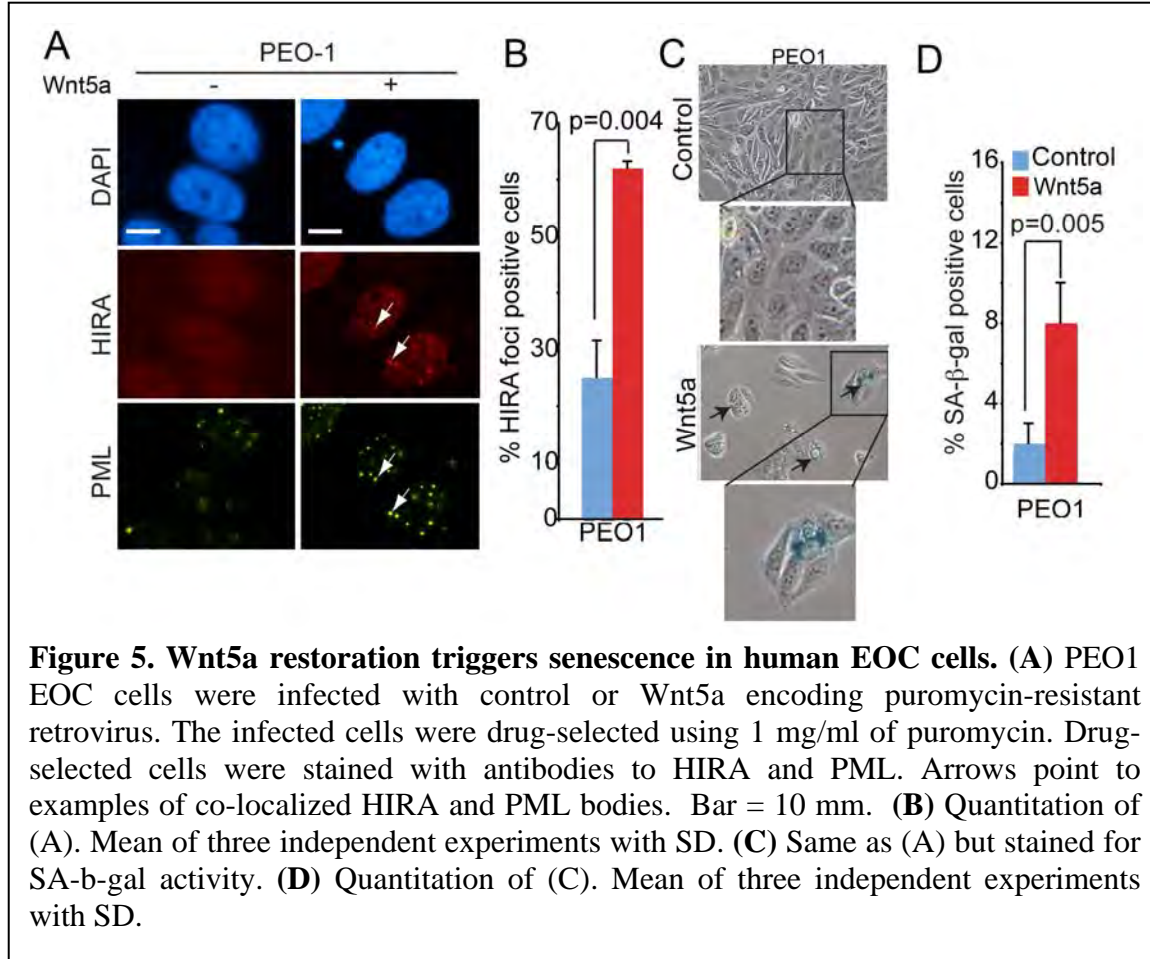 A
PEO-1
Wnt5a - +
DAPI
HIRA
PML
B
p=0.004
% HIRA foci positive cells
70
50
30
10
0
PEO1
C
PEO1
Control
Wnt5a
D
Control
Wnt5a
p=0.005
% SA-β-gal positive cells
16
12
8
4
0
PEO1
Figure 5. Wnt5a restoration triggers senescence in human EOC cells. (A) PEO1
EOC cells were infected with control or Wnt5a encoding puromycin-resistant
retrovirus. The infected cells were drug-selected using 1 mg/ml of puromycin. Drug-
selected cells were stained with antibodies to HIRA and PML. Arrows point to
examples of co-localized HIRA and PML bodies. Bar = 10 mm. (B) Quantitation of
(A). Mean of three independent experiments with SD. (C) Same as (A) but stained for
SA-b-gal activity. (D) Quantitation of (C). Mean of three independent experiments
with SD.